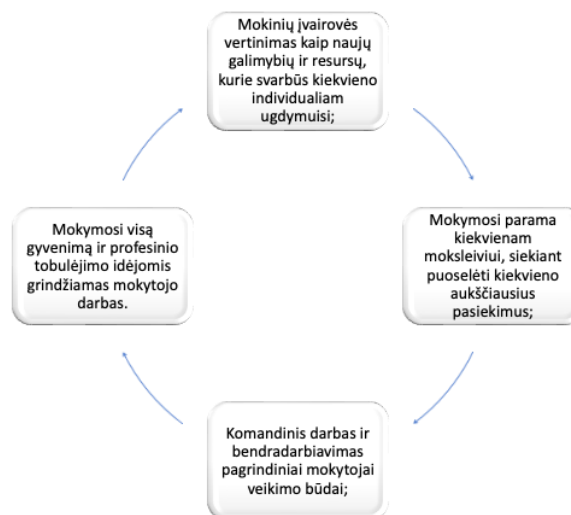 Mokinių įvairovės
vertinimas kaip naujų
galimybių ir resursų,
kurie svarbūs kiekvieno
individualiam
ugdymuisi;
Mokymosi parama
kiekvienam
moksleiviui, siekiant
puoselėti kiekvieno
aukščiausius
pasiekimus;
Komandinis darbas ir
bendradarbiavimas
pagrindiniai mokytojai
veikimo būdai;
Mokymosi visą
gyvenimą ir profesinio
tobulėjimo idėjomis
grindžiamas mokytojo
darbas.